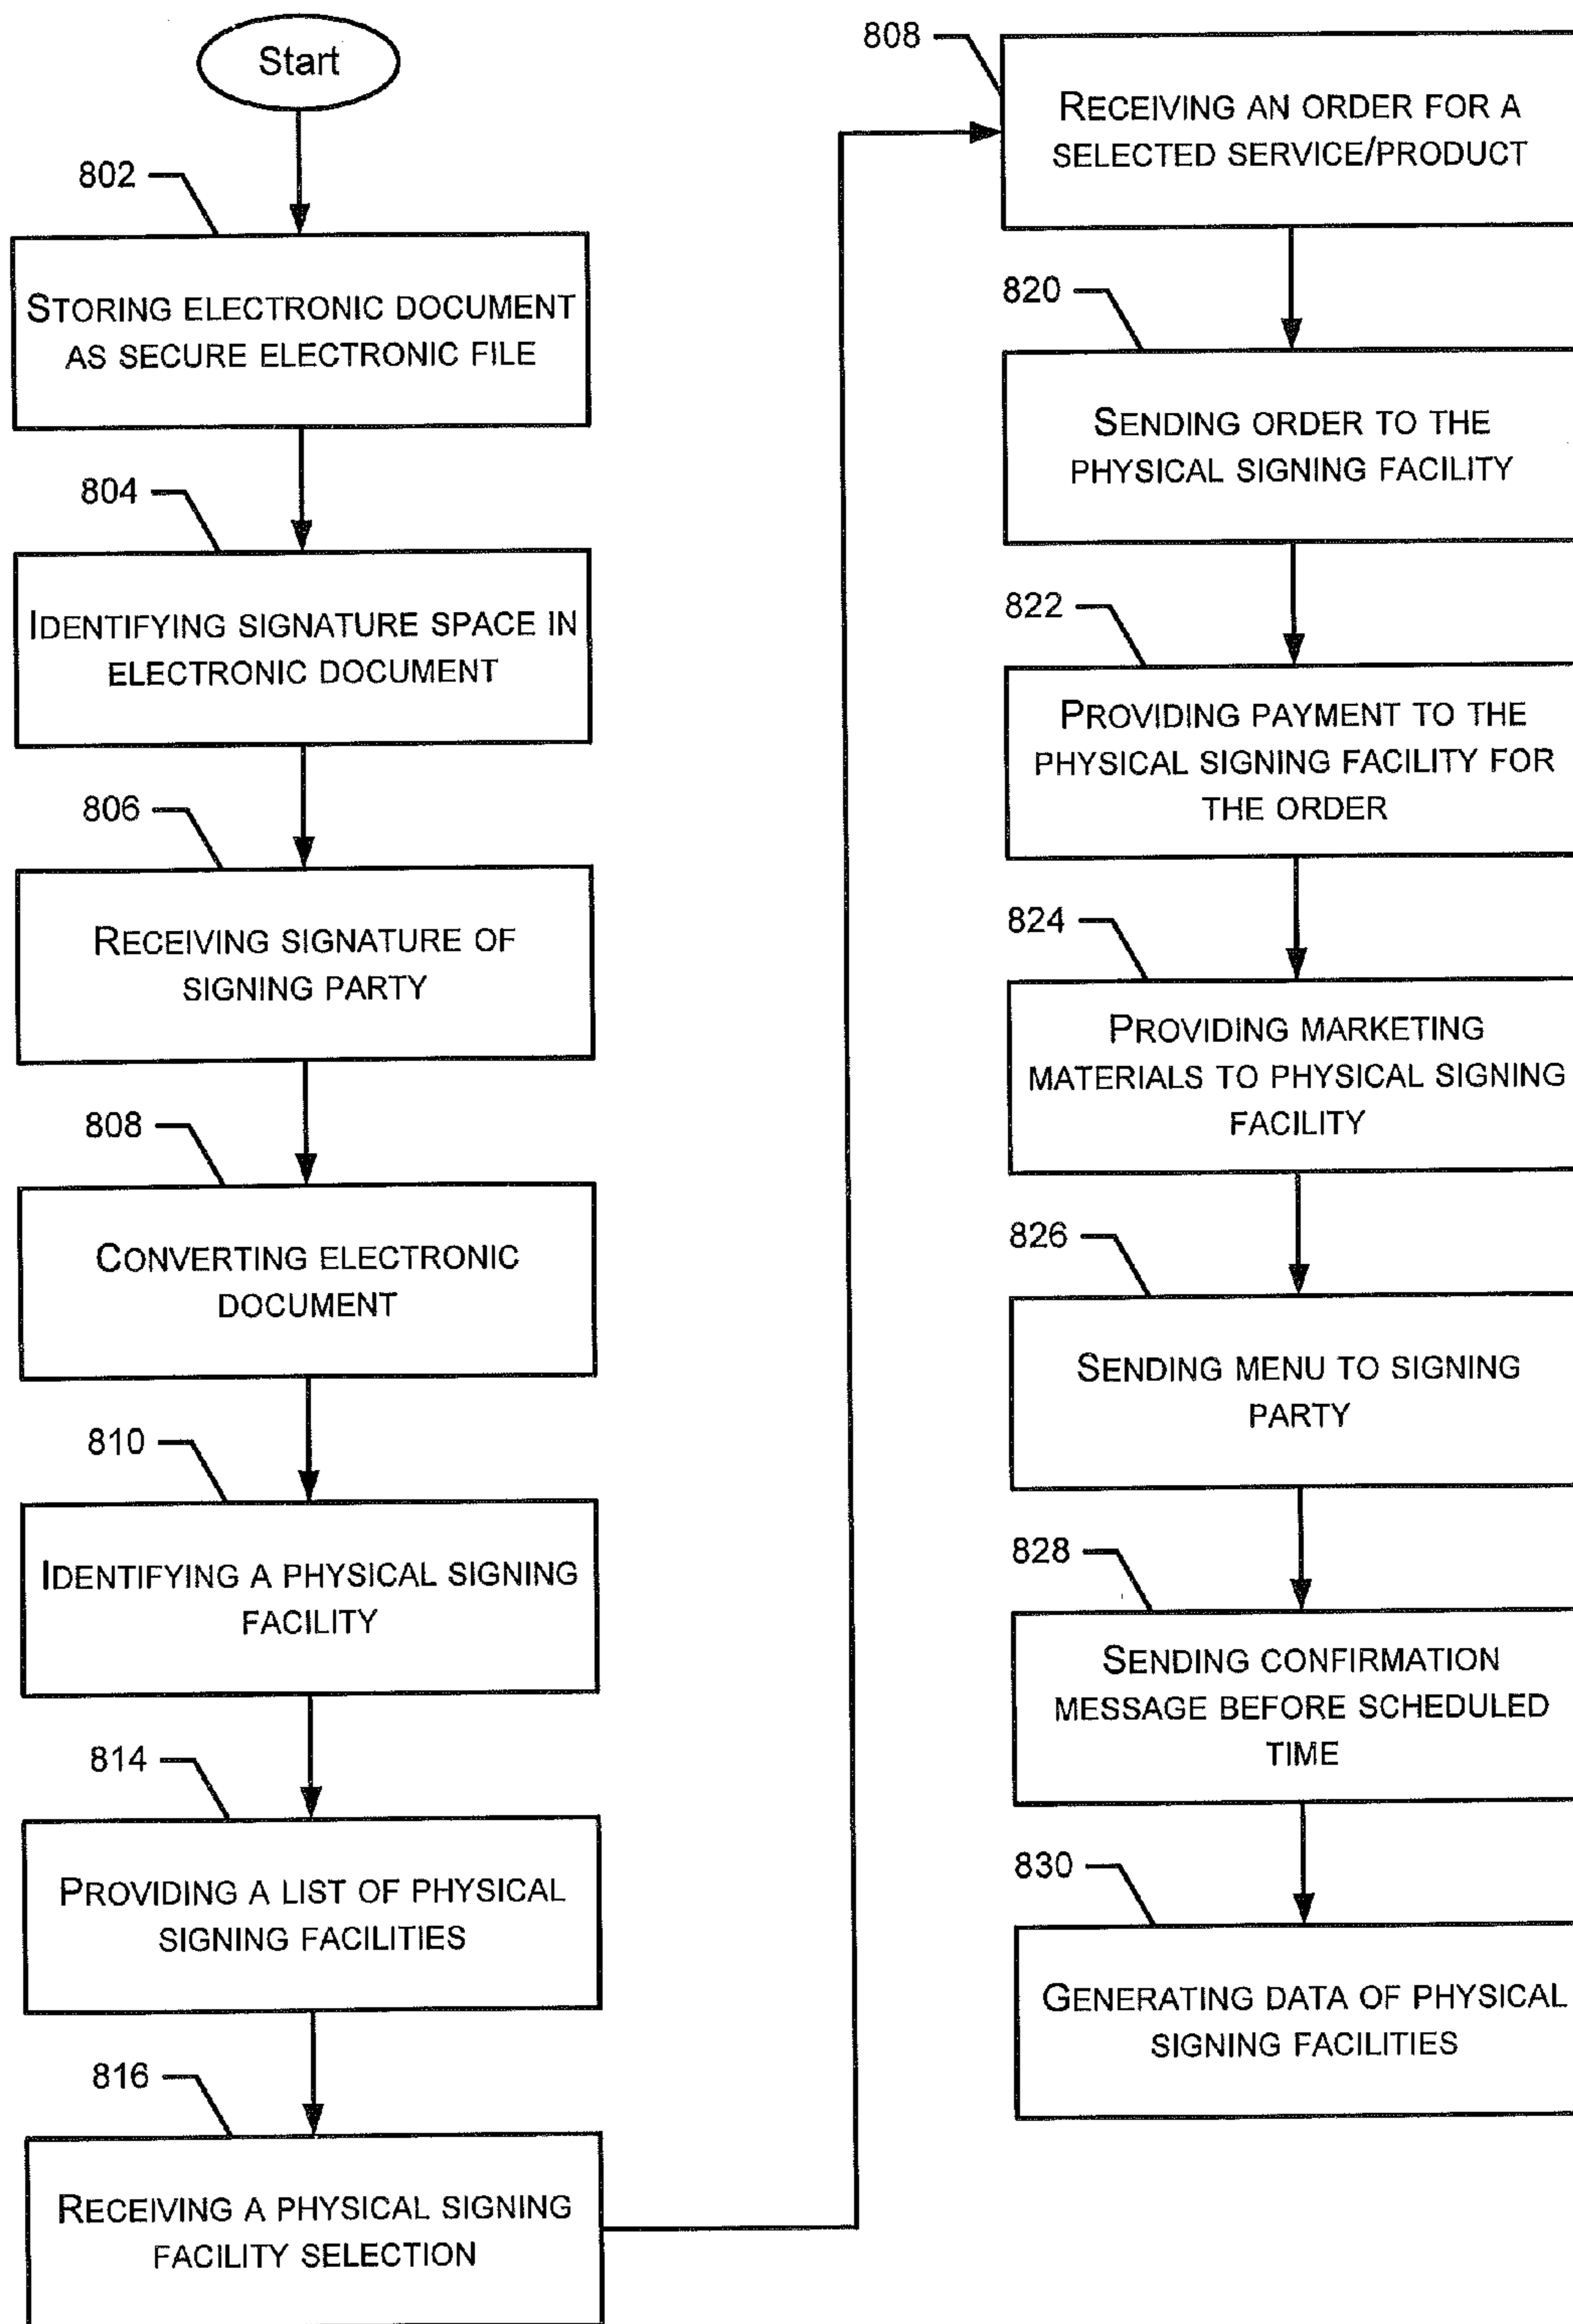 Start
802
STORING ELECTRONIC DOCUMENT
AS SECURE ELECTRONIC FILE
804
IDENTIFYING SIGNATURE SPACE IN
ELECTRONIC DOCUMENT
806
RECEIVING SIGNATURE OF
SIGNING PARTY
808
CONVERTING ELECTRONIC
DOCUMENT
810
IDENTIFYING A PHYSICAL SIGNING
FACILITY
814
PROVIDING A LIST OF PHYSICAL
SIGNING FACILITIES
816
RECEIVING A PHYSICAL SIGNING
FACILITY SELECTION
808
RECEIVING AN ORDER FOR A
SELECTED SERVICE/PRODUCT
820
SENDING ORDER TO THE
PHYSICAL SIGNING FACILITY
822
PROVIDING PAYMENT TO THE
PHYSICAL SIGNING FACILITY FOR
THE ORDER
824
PROVIDING MARKETING
MATERIALS TO PHYSICAL SIGNING
FACILITY
826
SENDING MENU TO SIGNING
PARTY
828
SENDING CONFIRMATION
MESSAGE BEFORE SCHEDULED
TIME
830
GENERATING DATA OF PHYSICAL
SIGNING FACILITIES